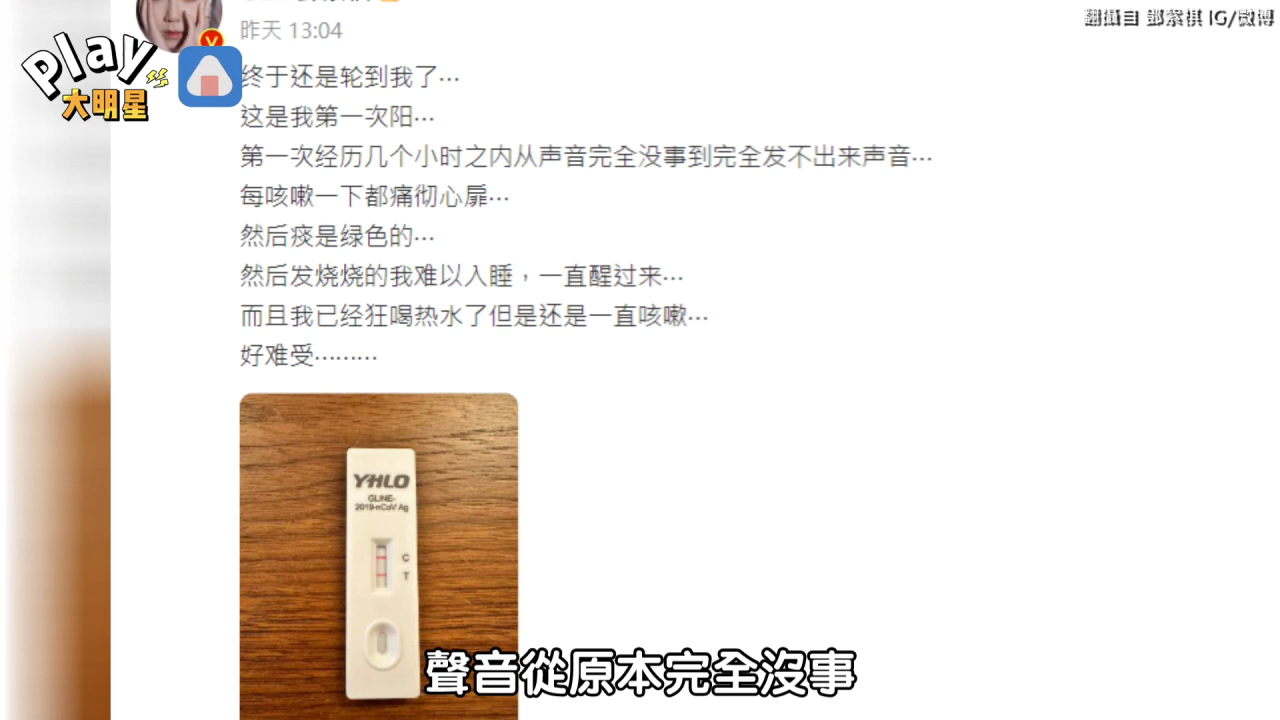 翻攝自 鄧紫棋 IG/微博
昨天 13:04
Play
大明星
终于还是轮到我了…
这是我第一次阳…
第一次经历几个小时之内从声音完全没事到完全发不出来声音…
每咳嗽一下都痛彻心扉…
然后痰是绿色的…
然后发烧烧的我难以入睡，一直醒过来…
而且我已经狂喝热水了但是还是一直咳嗽…
好难受………
YHLO
GLINE-
2019-nCoV Ag
C
T
聲音從原本完全沒事